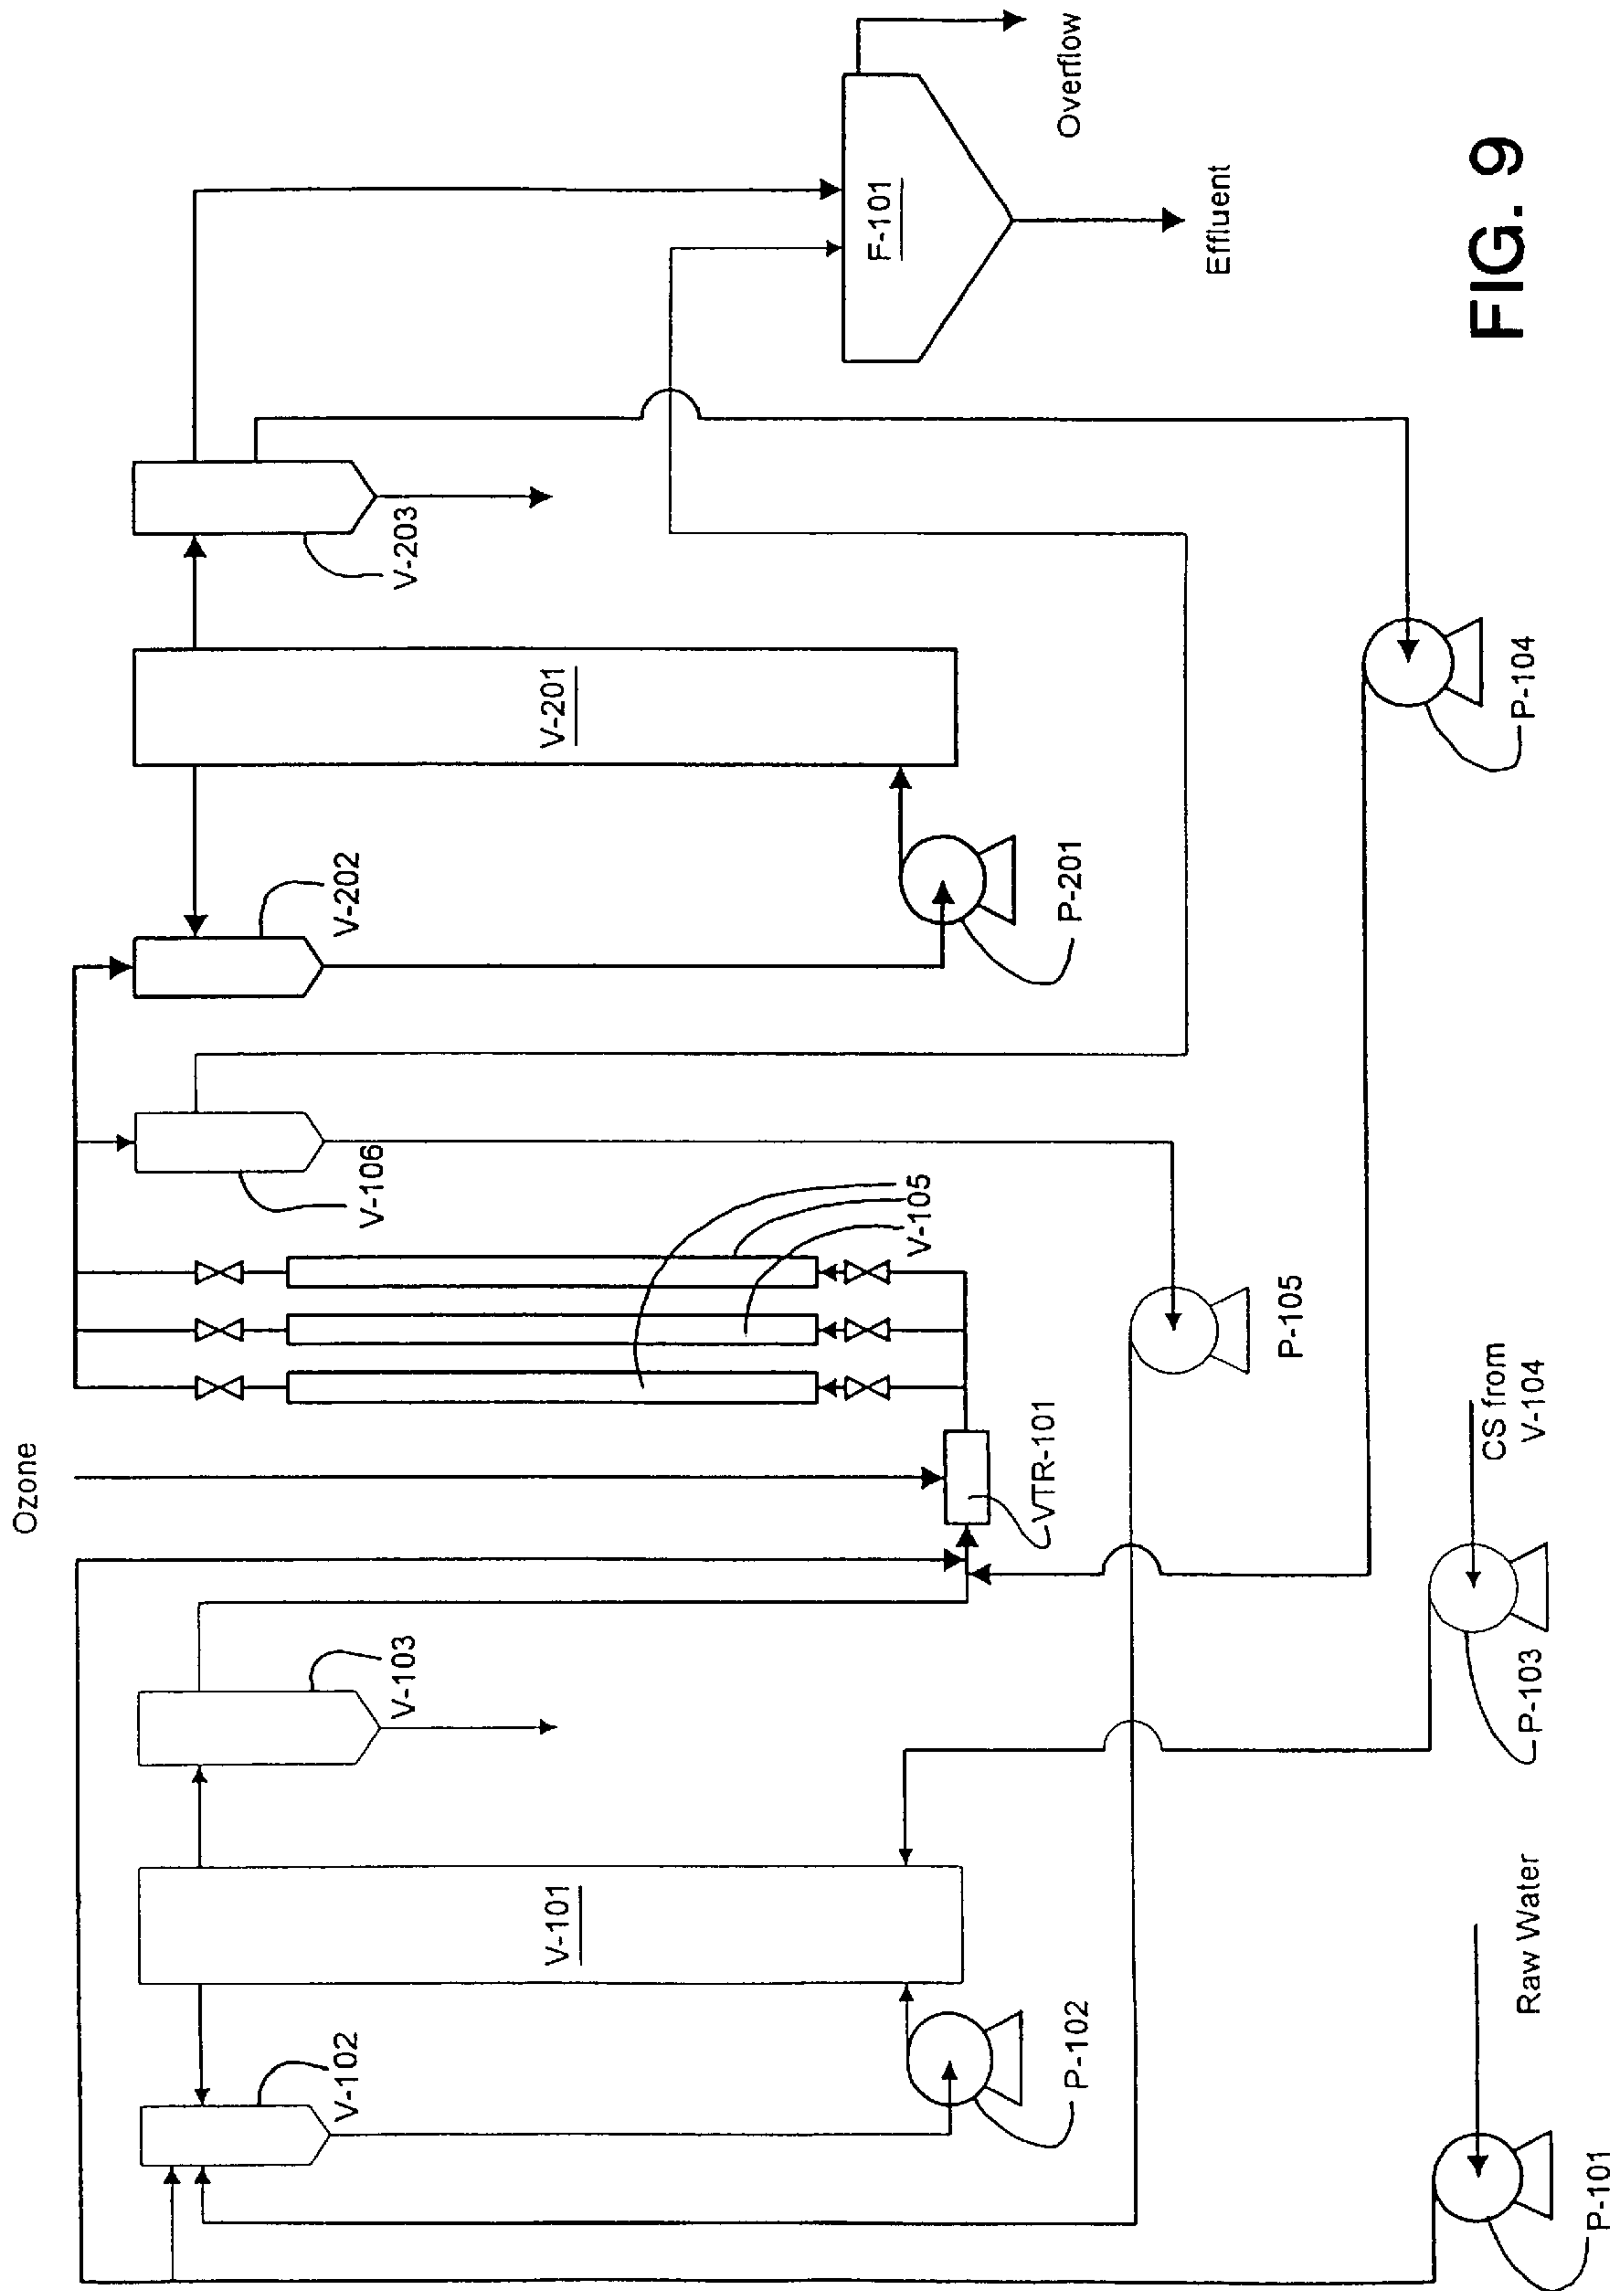 Ozone
V-102
V-101
V-103
V-106
V-202
V-201
V-203
F-101
V-105
VTR-101
Overflow
Effluent
P-102
P-105
P-201
P-104
CS from
V-104
Raw Water
P-103
P-101
FIG. 9